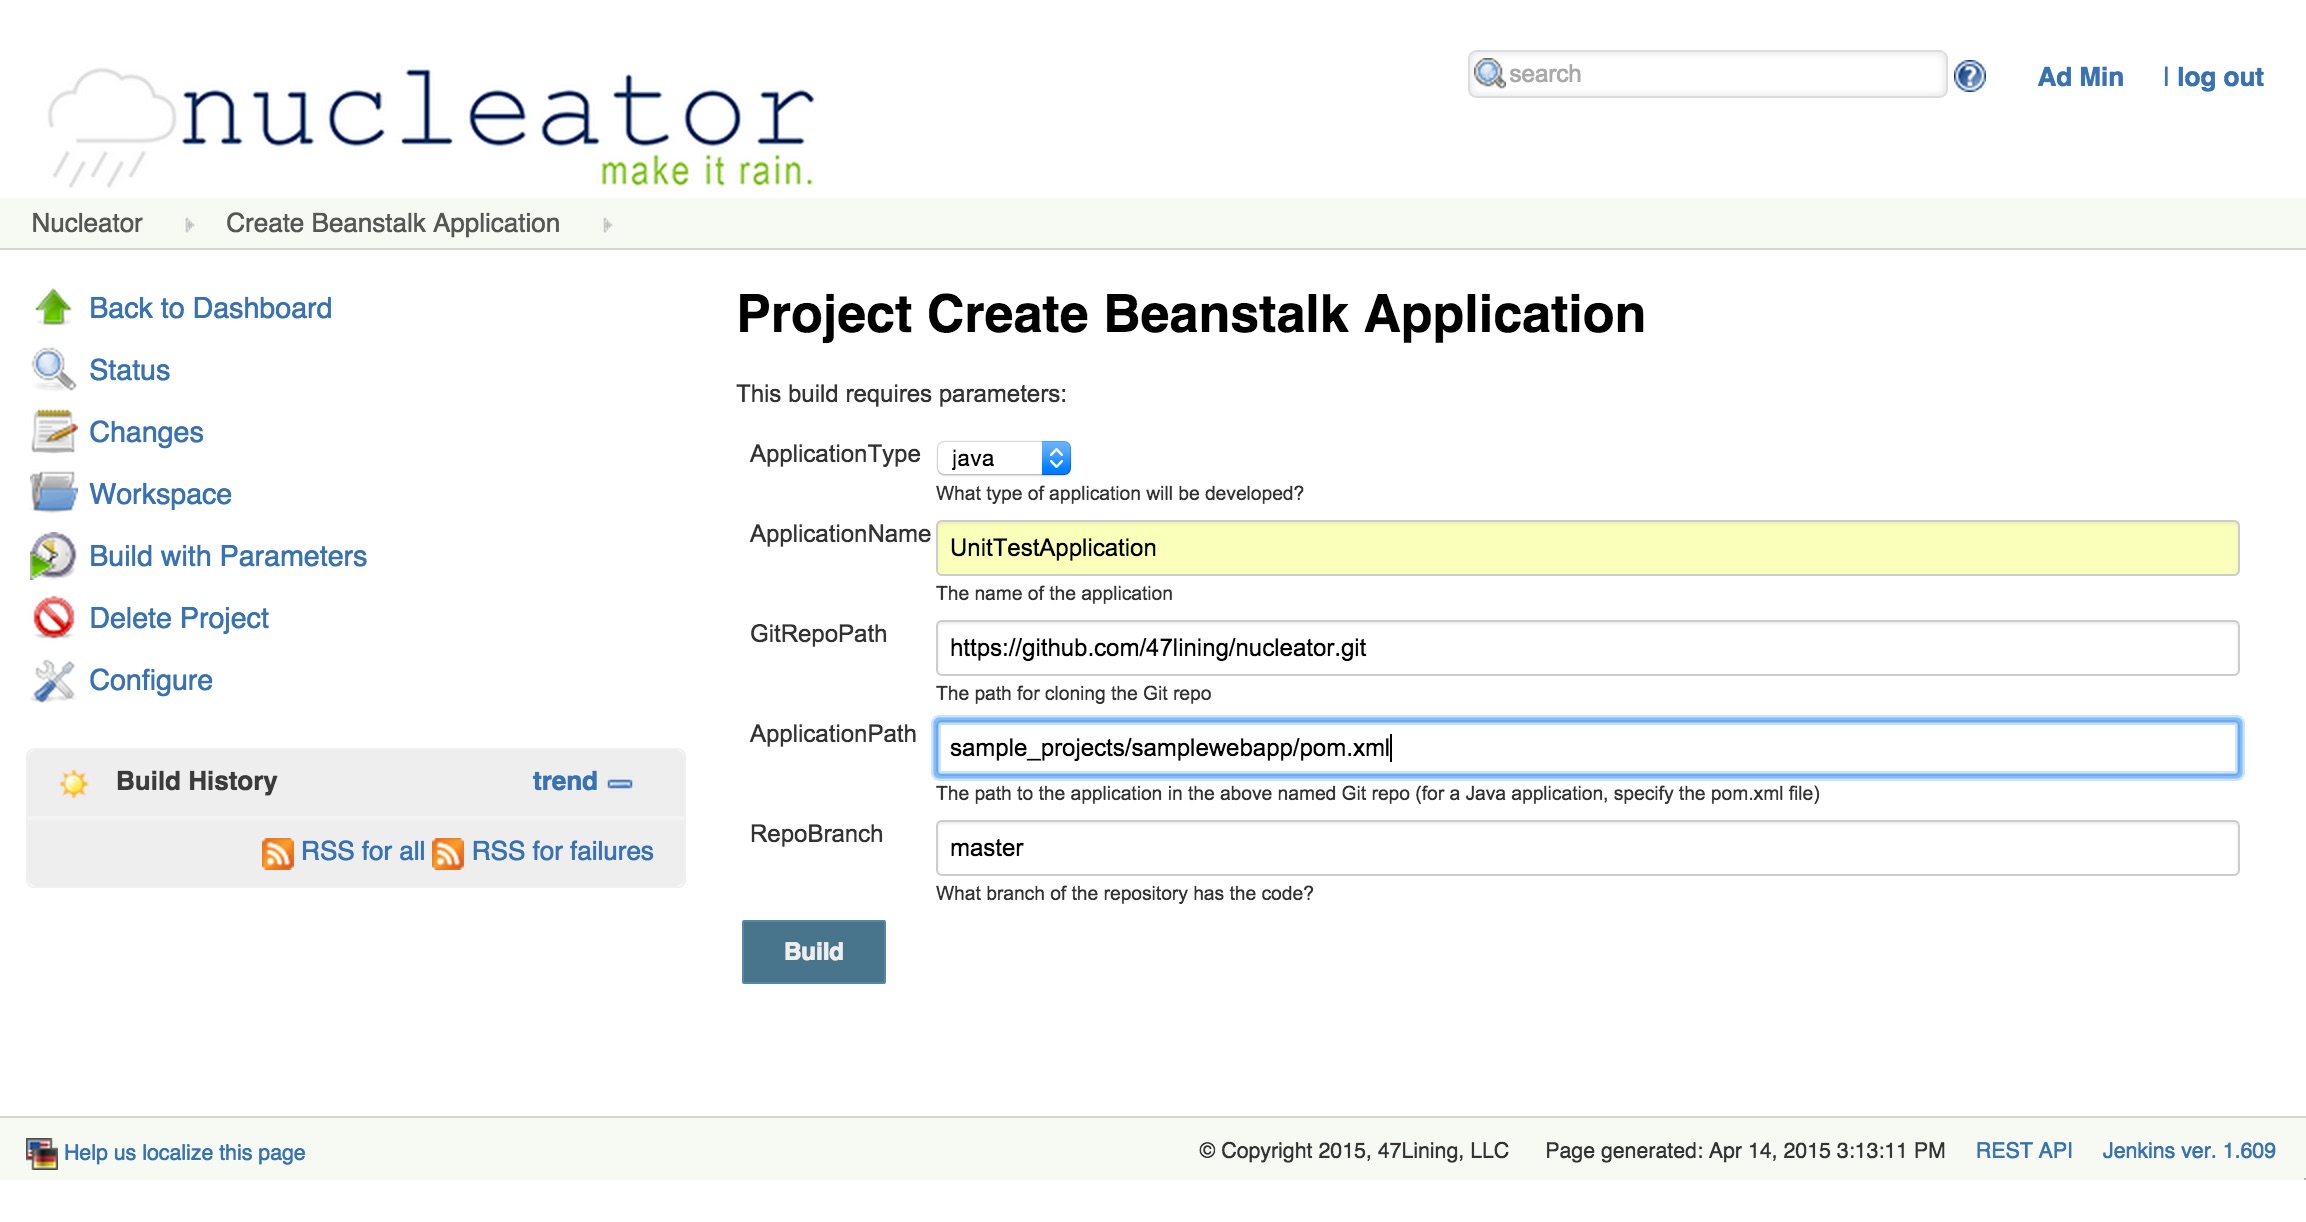 nucleator
make it rain.
search
Ad Min | log out
Nucleator Create Beanstalk Application
Back to Dashboard
Status
Changes
Workspace
Build with Parameters
Delete Project
Configure
Build History trend
RSS for all RSS for failures
Project Create Beanstalk Application
This build requires parameters:
ApplicationType java
What type of application will be developed?
ApplicationName UnitTestApplication
The name of the application
GitRepoPath https://github.com/47lining/nucleator.git
The path for cloning the Git repo
ApplicationPath sample_projects/samplewebapp/pom.xml
The path to the application in the above named Git repo (for a Java application, specify the pom.xml file)
RepoBranch master
What branch of the repository has the code?
Build
Help us localize this page
© Copyright 2015, 47Lining, LLC Page generated: Apr 14, 2015 3:13:11 PM REST API Jenkins ver. 1.609